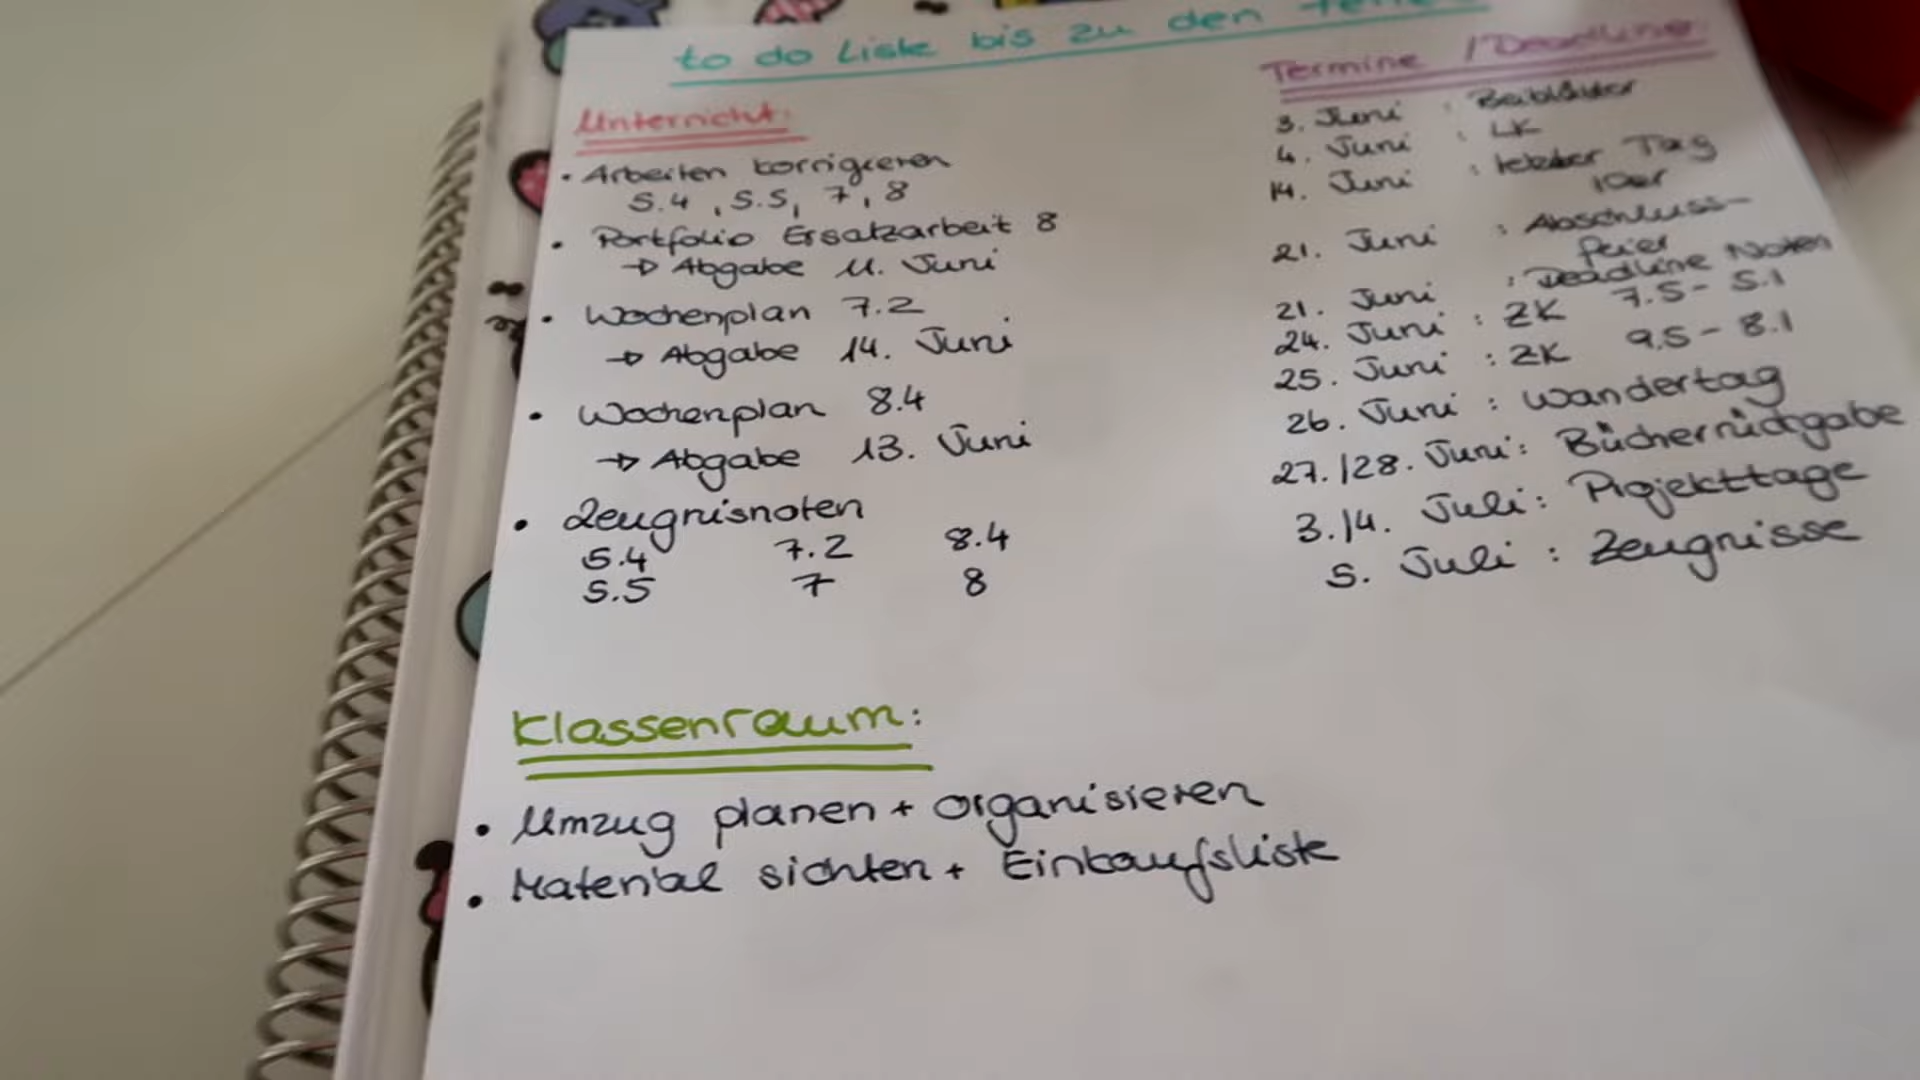 to do Liste bis zu den
Unterricht:
• Arbeiten korrigieren
5.4, 5.5, 7, 8
• Portfolio Ersatzarbeit 8
→ Abgabe 11. Juni
• Wochenplan 7.2
→ Abgabe 14. Juni
• Wochenplan 8.4
→ Abgabe 13. Juni
• Zeugnisnoten
5.4 7.2 8.4
5.5 7 8
Termine / Deadline:
3. Juni : Beiblätter
4. Juni : LK
14. Juni : letzter Tag
10er
21. Juni : Abschluss-
feier
21. Juni : Deadline Noten
24. Juni : ZK 7.5 - 5.1
25. Juni : ZK 9.5 - 8.1
26. Juni : Wandertag
27./28. Juni : Bücherrückgabe
3./4. Juli : Projekttage
5. Juli : Zeugnisse
Klassenraum:
• Umzug planen + organisieren
• Material sichten + Einkaufsliste